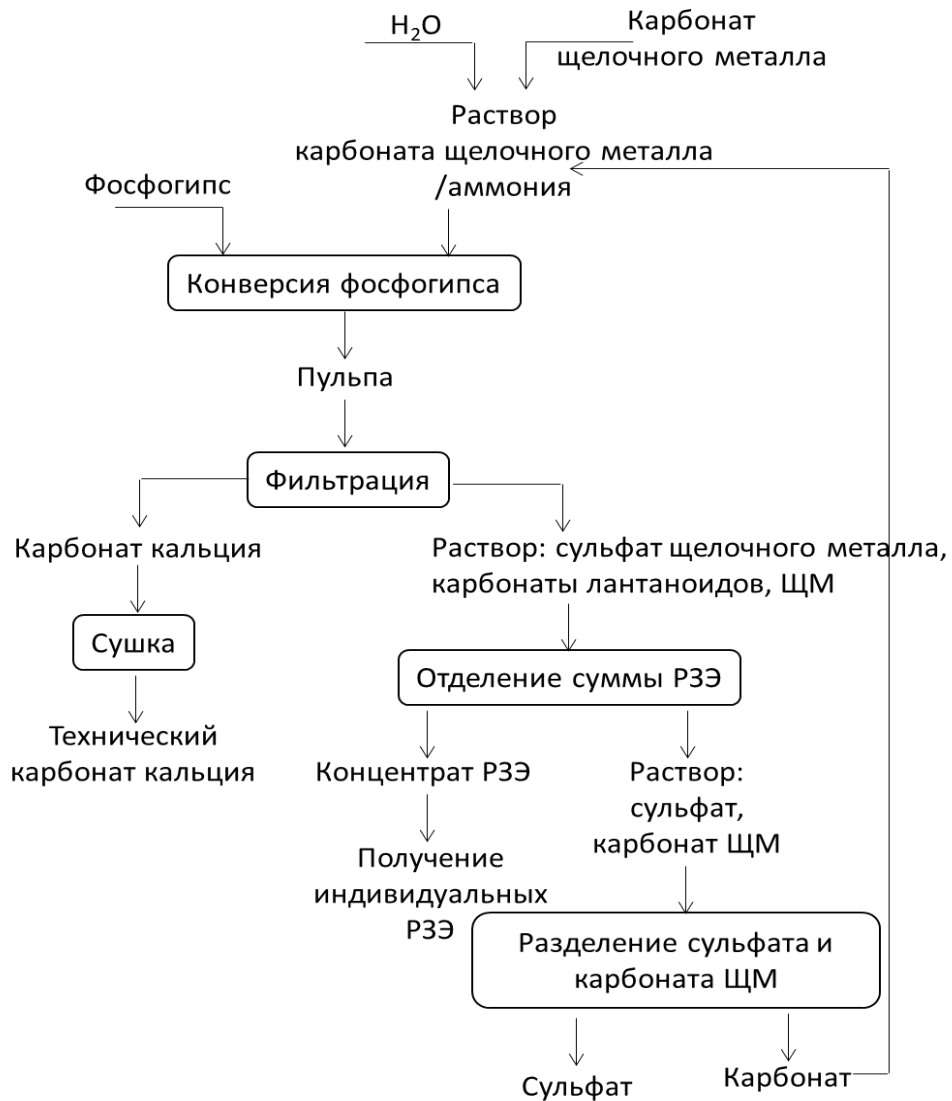 H₂O
Карбонат
щелочного металла
Раствор
карбоната щелочного металла
/аммония
Фосфогипс
Конверсия фосфогипса
Пульпа
Фильтрация
Карбонат кальция
Раствор: сульфат щелочного металла,
карбонаты лантаноидов, ЩМ
Сушка
Отделение суммы РЗЭ
Технический
карбонат кальция
Концентрат РЗЭ
Раствор:
сульфат,
карбонат ЩМ
Получение
индивидуальных
РЗЭ
Разделение сульфата и
карбоната ЩМ
Сульфат
Карбонат